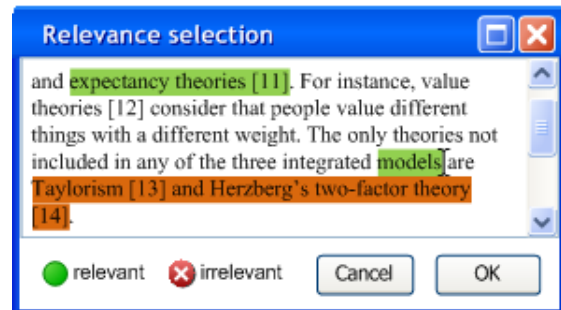 Relevance selection
and expectancy theories [11]. For instance, value
theories [12] consider that people value different
things with a different weight. The only theories not
included in any of the three integrated models are
Taylorism [13] and Herzberg's two-factor theory
[14].
relevant irrelevant Cancel OK